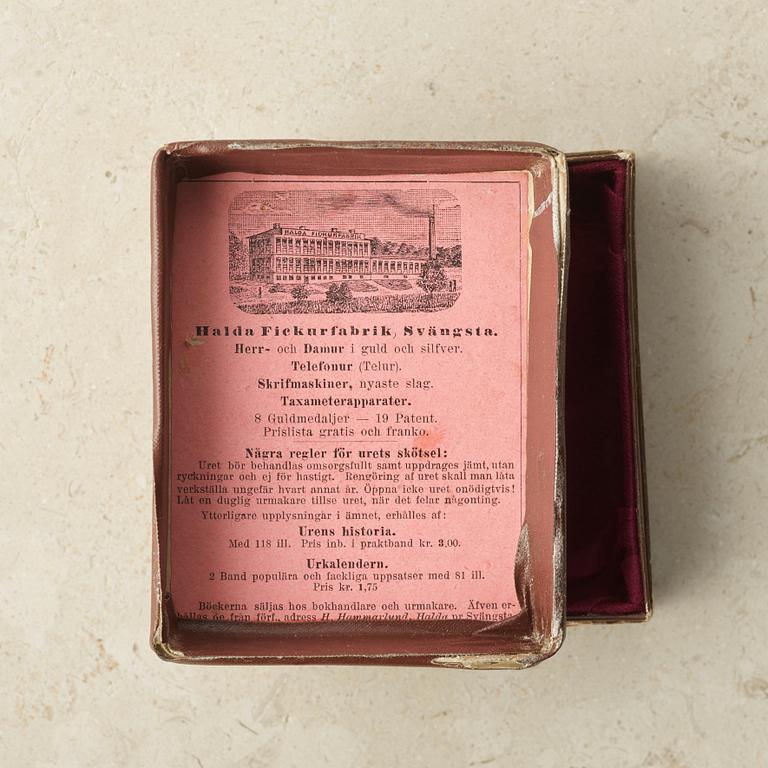 HALDA FICKURFABRIK
Halda Fickurfabrik, Svängsta.
Herr- och Damur i guld och silfver.
Telefonur (Telur).
Skrifmaskiner, nyaste slag.
Taxameterapparater.
8 Guldmedaljer — 19 Patent.
Prislista gratis och franko.
Några regler för urets skötsel:
Uret bör behandlas omsorgsfullt samt uppdrages jämt, utan
ryckningar och ej för hastigt. Rengöring af uret skall man låta
verkställa ungefär hvart annat år. Öppna icke uret onödigtvis!
Låt en duglig urmakare tillse uret, när det felar någonting.
Ytterligare upplysningar i ämnet, erhålles af:
Urens historia.
Med 118 ill. Pris inb. i praktband kr. 3,00.
Urkalendern.
2 Band populära och fackliga uppsatser med 81 ill.
Pris kr. 1,75
Böckerna säljas hos bokhandlare och urmakare. Äfven er-
hållas de från förf., adress H. Hammarlund, Halda pr Svängsta.